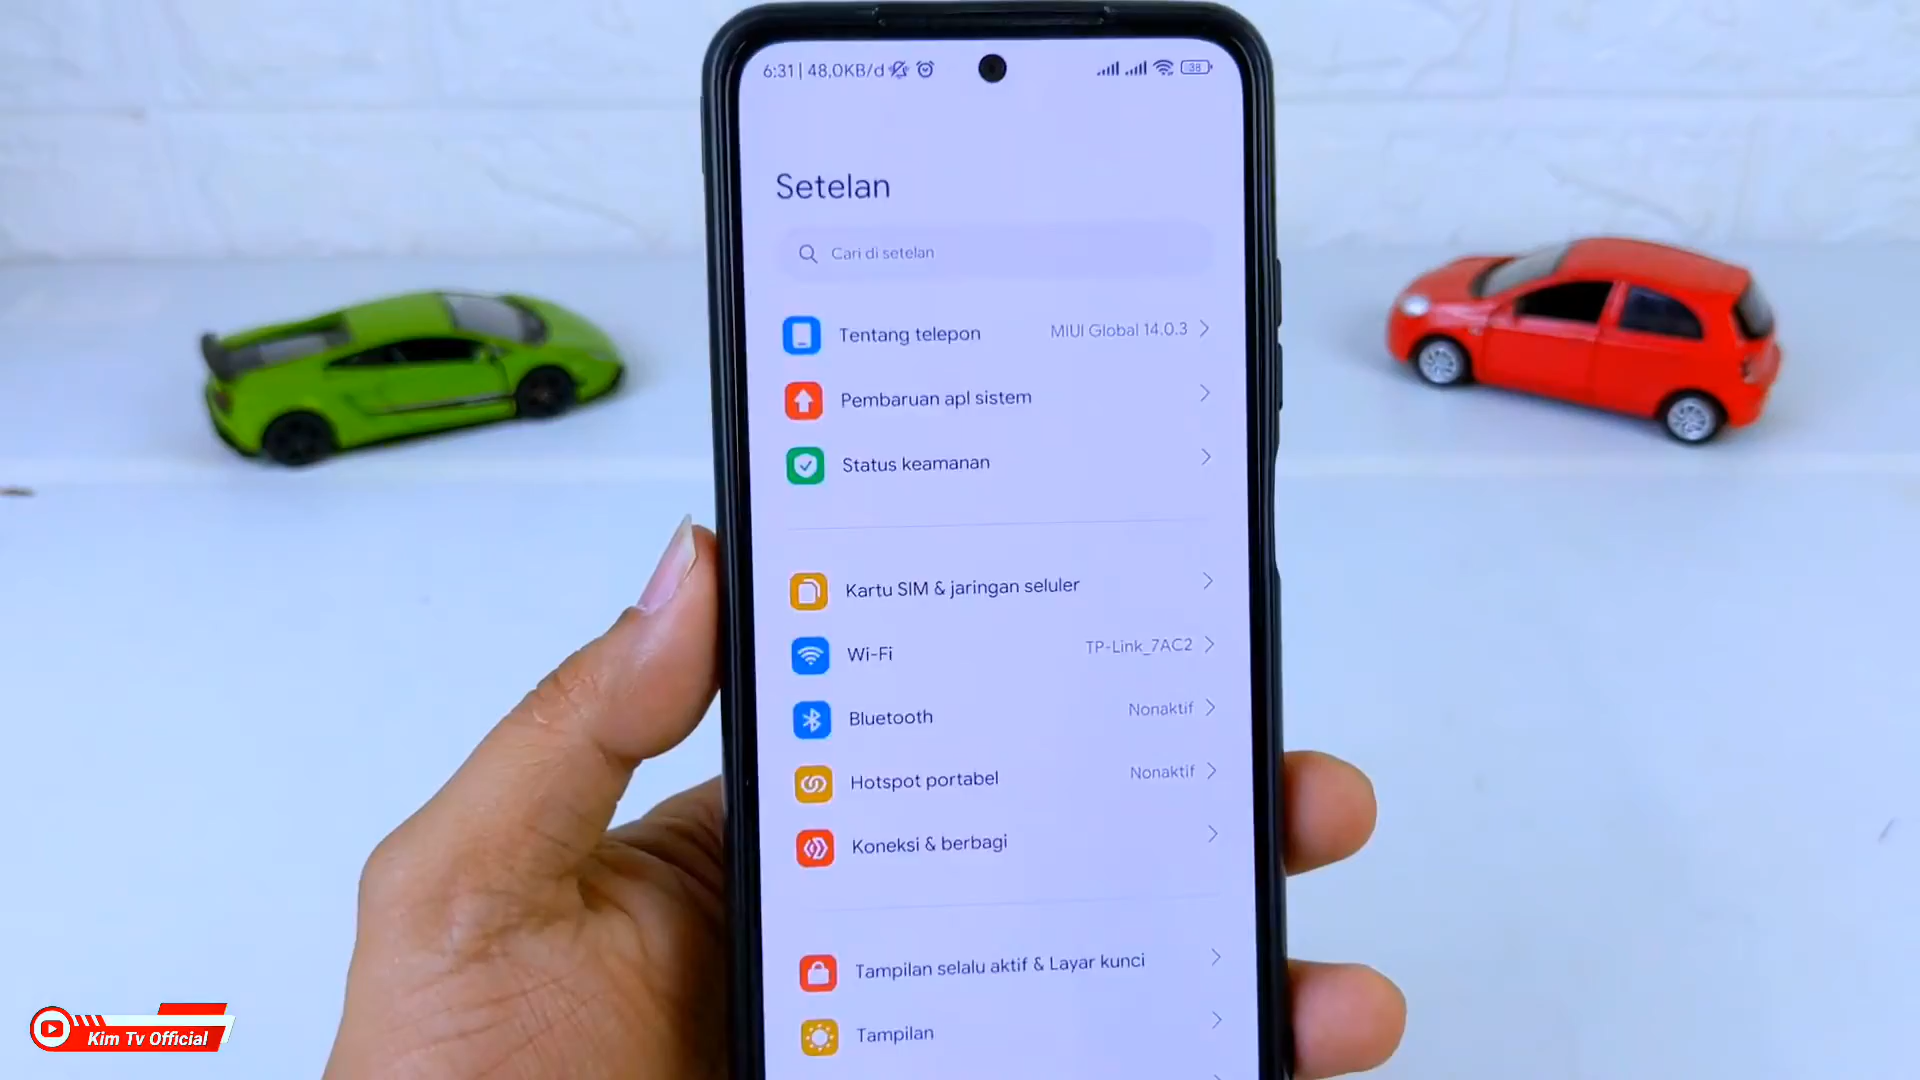 6:31 | 48,0KB/d
38
Setelan
Cari di setelan
Tentang telepon MIUI Global 14.0.3
Pembaruan apl sistem
Status keamanan
Kartu SIM & jaringan seluler
Wi-Fi TP-Link_7AC2
Bluetooth Nonaktif
Hotspot portabel Nonaktif
Koneksi & berbagi
Tampilan selalu aktif & Layar kunci
Tampilan
Kim Tv Official